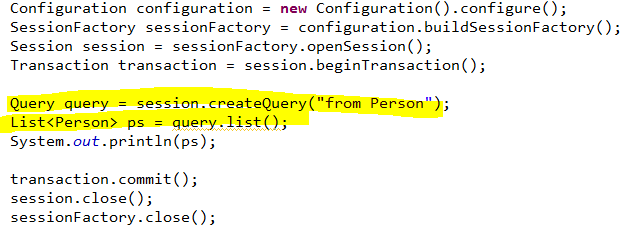 Configuration configuration = new Configuration().configure();
SessionFactory sessionFactory = configuration.buildSessionFactory();
Session session = sessionFactory.openSession();
Transaction transaction = session.beginTransaction();
Query query = session.createQuery("from Person");
List<Person> ps = query.list();
System.out.println(ps);
transaction.commit();
session.close();
sessionFactory.close();